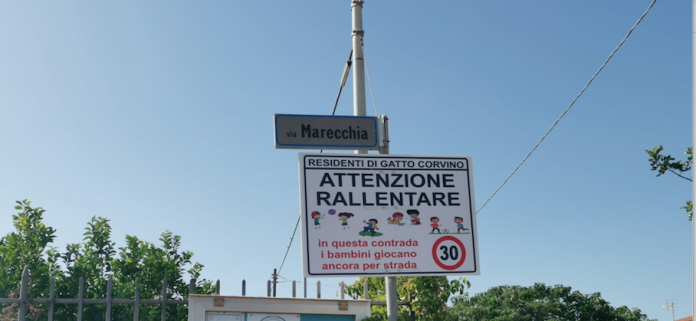 via Marecchia
RESIDENTI DI GATTO CORVINO
ATTENZIONE
RALLENTARE
in questa contrada
i bambini giocano
ancora per strada
30